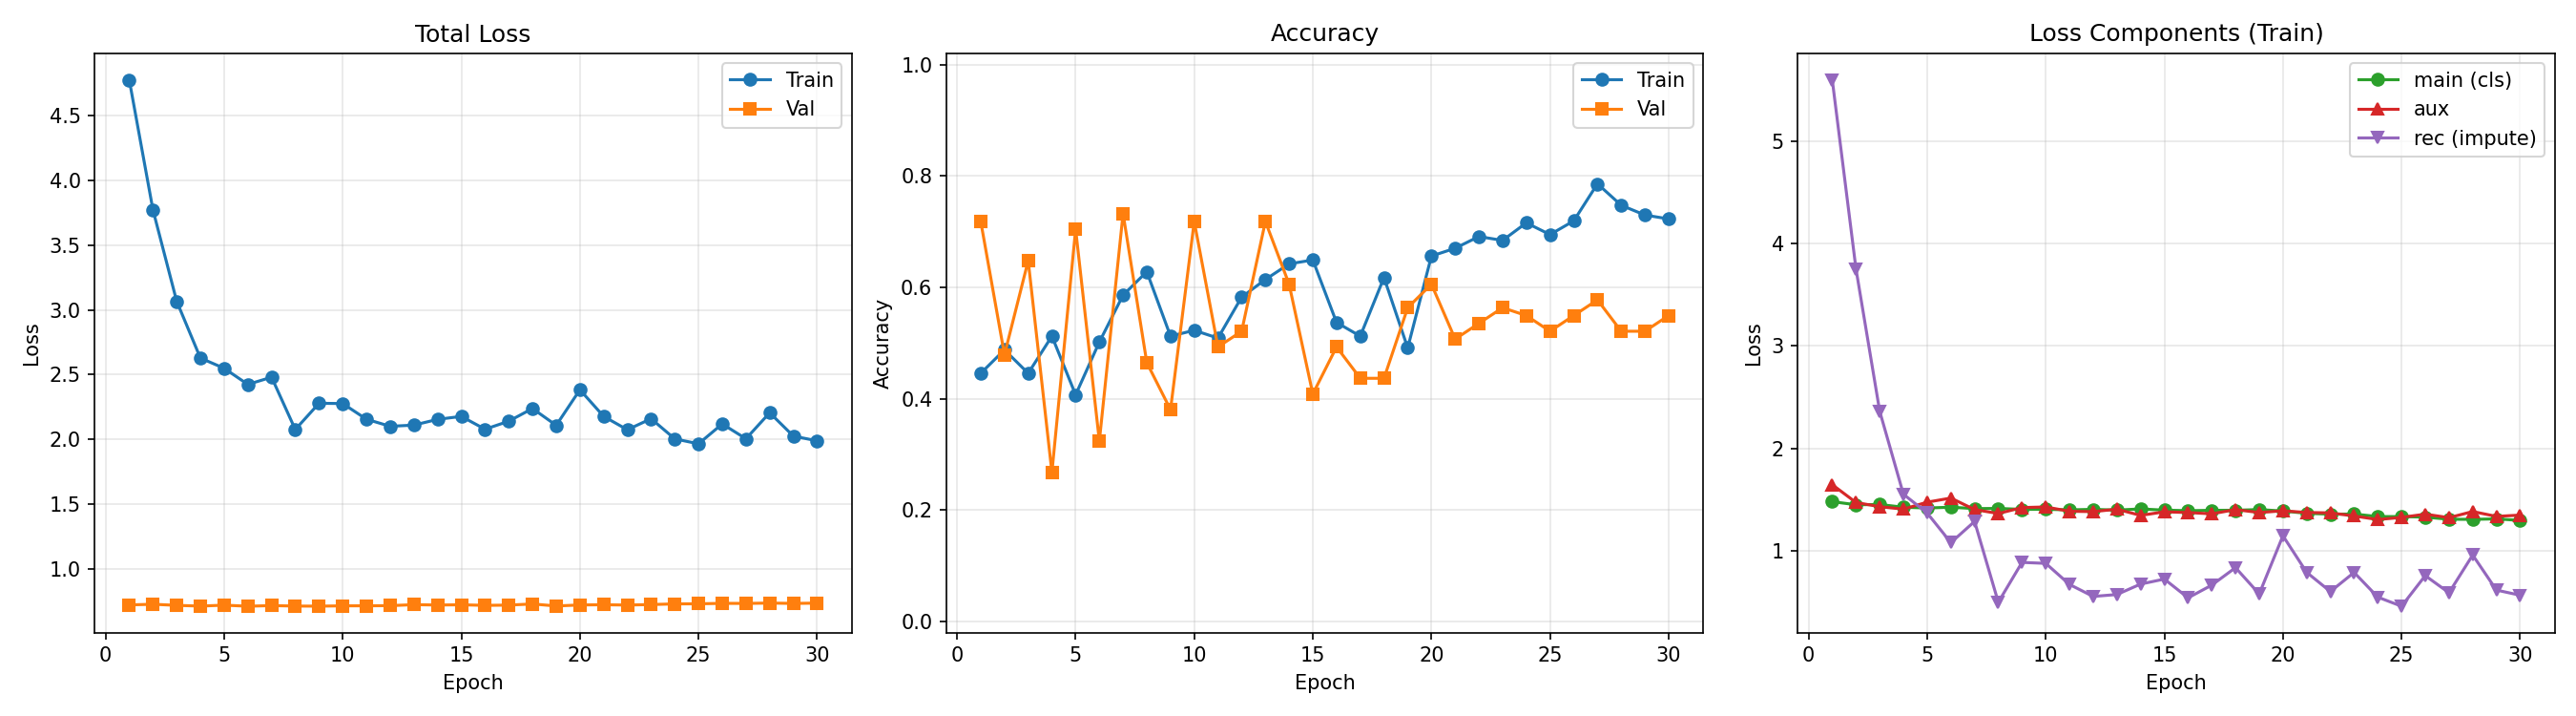 Total Loss
Train
Val
4.5
4.0
3.5
3.0
2.5
2.0
1.5
1.0
Loss
0 5 10 15 20 25 30
Epoch
Accuracy
Train
Val
1.0
0.8
0.6
0.4
0.2
0.0
Accuracy
0 5 10 15 20 25 30
Epoch
Loss Components (Train)
main (cls)
aux
rec (impute)
5
4
3
2
1
Loss
0 5 10 15 20 25 30
Epoch